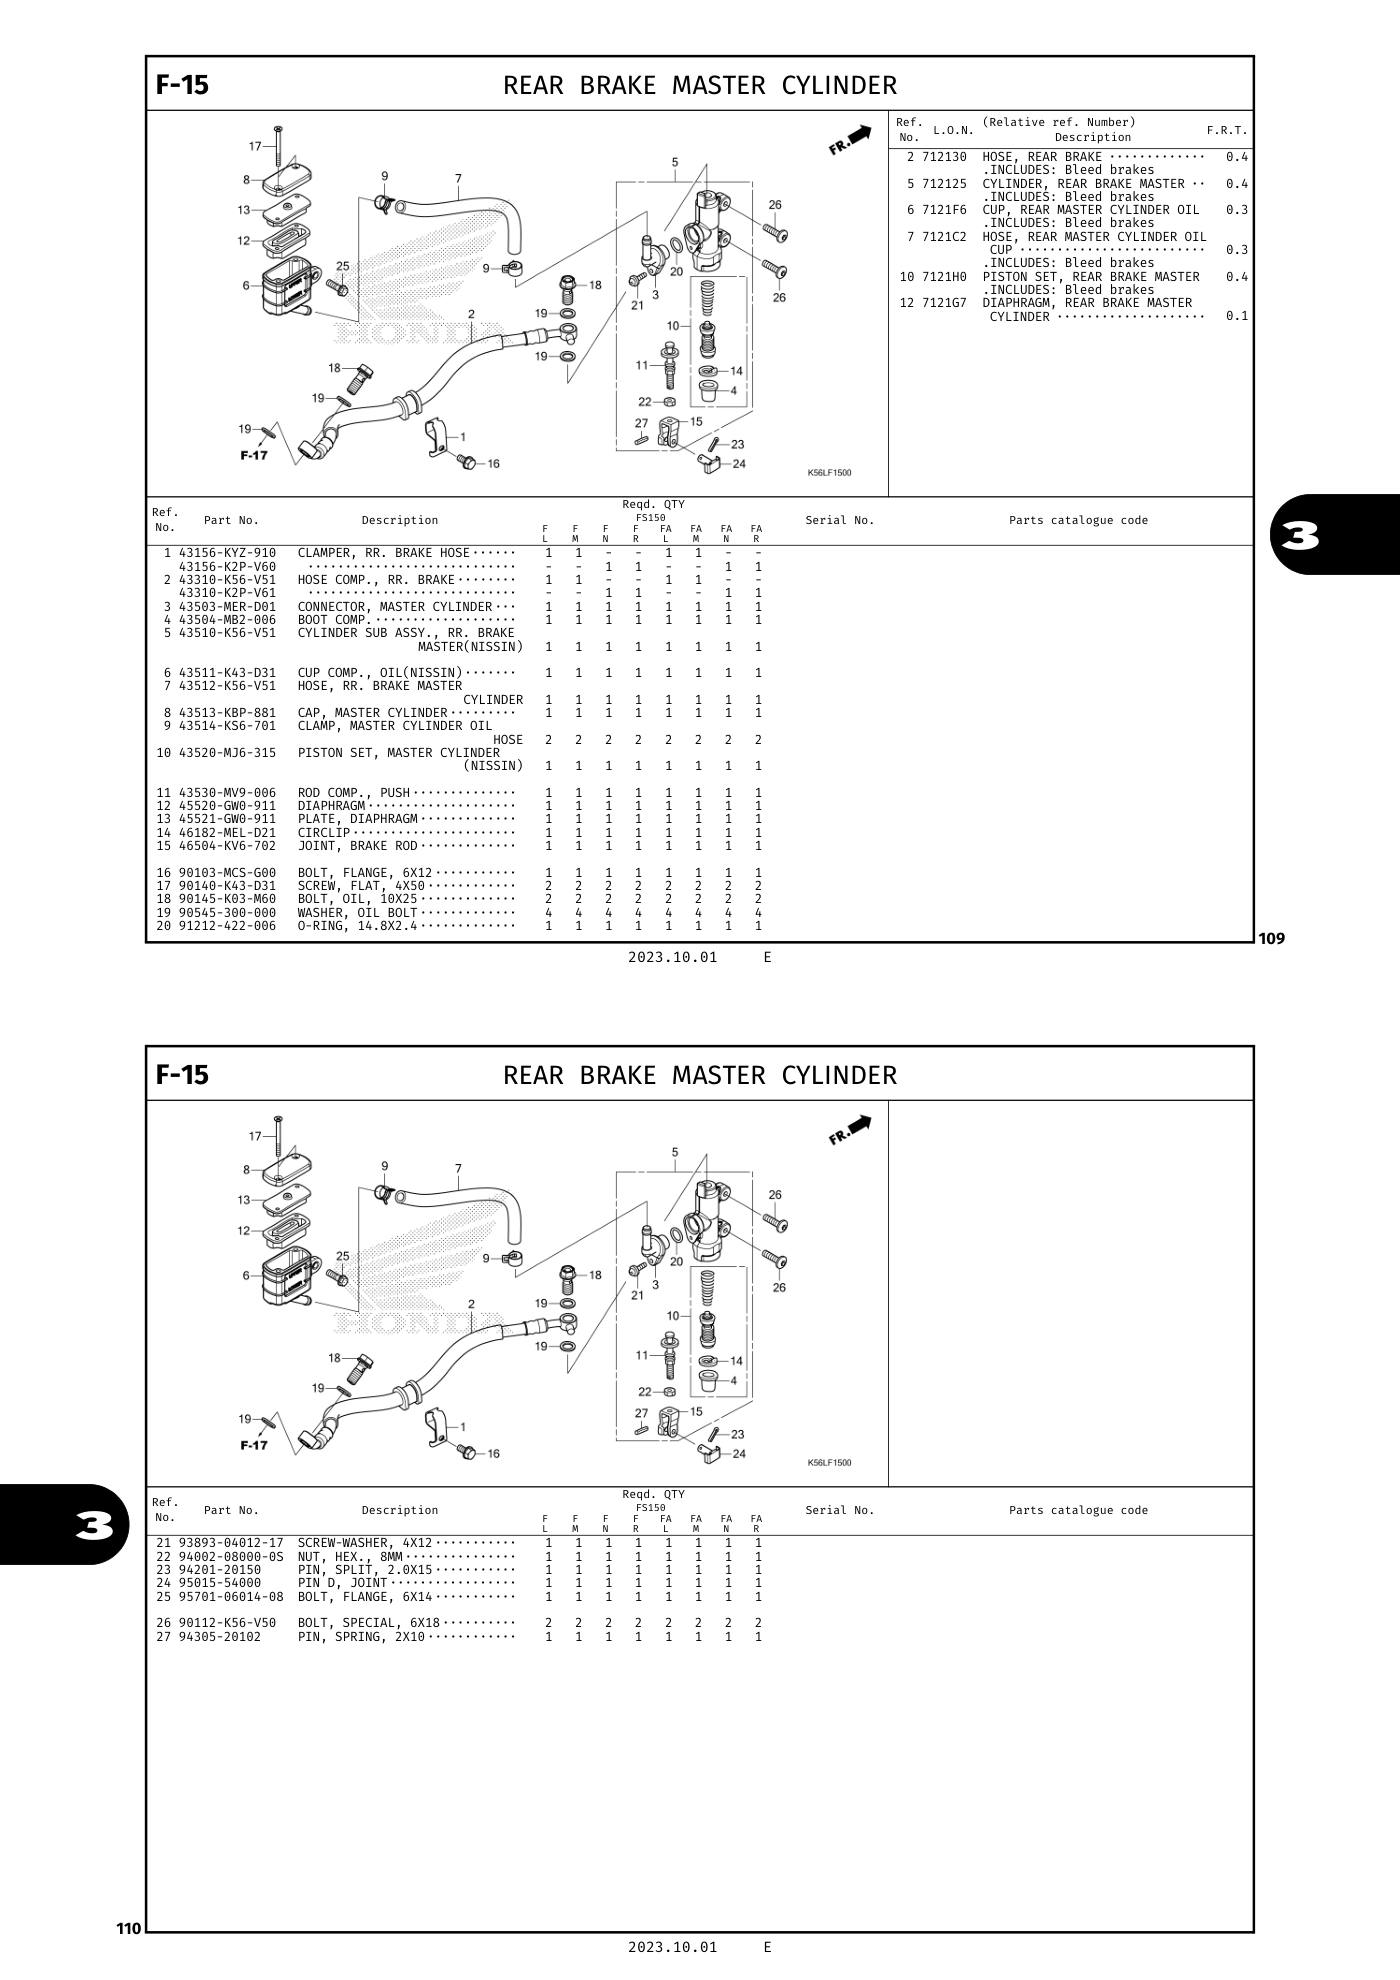 F-15
REAR BRAKE MASTER CYLINDER
17
8
13
12
6
25
9
7
9
2
18
19
19
18
19
19
F-17
1
16
5
FR.
26
26
20
3
21
10
11
14
4
22
27
15
23
24
HONDA
K56LF1500
Ref. No. L.O.N. (Relative ref. Number) Description F.R.T.
2 712130 HOSE, REAR BRAKE ············· 0.4
.INCLUDES: Bleed brakes
5 712125 CYLINDER, REAR BRAKE MASTER ·· 0.4
.INCLUDES: Bleed brakes
6 7121F6 CUP, REAR MASTER CYLINDER OIL 0.3
.INCLUDES: Bleed brakes
7 7121C2 HOSE, REAR MASTER CYLINDER OIL
CUP ························· 0.3
.INCLUDES: Bleed brakes
10 7121H0 PISTON SET, REAR BRAKE MASTER 0.4
.INCLUDES: Bleed brakes
12 7121G7 DIAPHRAGM, REAR BRAKE MASTER
CYLINDER ···················· 0.1
Reqd. QTY
FS150
Ref. No. Part No. Description Serial No. Parts catalogue code
F F F F FA FA FA FA
L M N R L M N R
1 43156-KYZ-910 CLAMPER, RR. BRAKE HOSE······ 1 1 - - 1 1 - -
43156-K2P-V60 ···························· - - 1 1 - - 1 1
2 43310-K56-V51 HOSE COMP., RR. BRAKE········ 1 1 - - 1 1 - -
43310-K2P-V61 ···························· - - 1 1 - - 1 1
3 43503-MER-D01 CONNECTOR, MASTER CYLINDER··· 1 1 1 1 1 1 1 1
4 43504-MB2-006 BOOT COMP.··················· 1 1 1 1 1 1 1 1
5 43510-K56-V51 CYLINDER SUB ASSY., RR. BRAKE
MASTER(NISSIN) 1 1 1 1 1 1 1 1
6 43511-K43-D31 CUP COMP., OIL(NISSIN)······· 1 1 1 1 1 1 1 1
7 43512-K56-V51 HOSE, RR. BRAKE MASTER
CYLINDER 1 1 1 1 1 1 1 1
8 43513-KBP-881 CAP, MASTER CYLINDER········· 1 1 1 1 1 1 1 1
9 43514-KS6-701 CLAMP, MASTER CYLINDER OIL
HOSE 2 2 2 2 2 2 2 2
10 43520-MJ6-315 PISTON SET, MASTER CYLINDER
(NISSIN) 1 1 1 1 1 1 1 1
11 43530-MV9-006 ROD COMP., PUSH·············· 1 1 1 1 1 1 1 1
12 45520-GW0-911 DIAPHRAGM···················· 1 1 1 1 1 1 1 1
13 45521-GW0-911 PLATE, DIAPHRAGM············· 1 1 1 1 1 1 1 1
14 46182-MEL-D21 CIRCLIP······················ 1 1 1 1 1 1 1 1
15 46504-KV6-702 JOINT, BRAKE ROD············· 1 1 1 1 1 1 1 1
16 90103-MCS-G00 BOLT, FLANGE, 6X12··········· 1 1 1 1 1 1 1 1
17 90140-K43-D31 SCREW, FLAT, 4X50············ 2 2 2 2 2 2 2 2
18 90145-K03-M60 BOLT, OIL, 10X25············· 2 2 2 2 2 2 2 2
19 90545-300-000 WASHER, OIL BOLT············· 4 4 4 4 4 4 4 4
20 91212-422-006 O-RING, 14.8X2.4············· 1 1 1 1 1 1 1 1
3
109
2023.10.01 E
F-15
REAR BRAKE MASTER CYLINDER
17
8
13
12
6
25
9
7
9
2
18
19
19
18
19
19
F-17
1
16
5
FR.
26
26
20
3
21
10
11
14
4
22
27
15
23
24
HONDA
K56LF1500
Reqd. QTY
FS150
Ref. No. Part No. Description Serial No. Parts catalogue code
F F F F FA FA FA FA
L M N R L M N R
21 93893-04012-17 SCREW-WASHER, 4X12··········· 1 1 1 1 1 1 1 1
22 94002-08000-0S NUT, HEX., 8MM··············· 1 1 1 1 1 1 1 1
23 94201-20150 PIN, SPLIT, 2.0X15··········· 1 1 1 1 1 1 1 1
24 95015-54000 PIN D, JOINT················· 1 1 1 1 1 1 1 1
25 95701-06014-08 BOLT, FLANGE, 6X14··········· 1 1 1 1 1 1 1 1
26 90112-K56-V50 BOLT, SPECIAL, 6X18·········· 2 2 2 2 2 2 2 2
27 94305-20102 PIN, SPRING, 2X10············ 1 1 1 1 1 1 1 1
3
110
2023.10.01 E